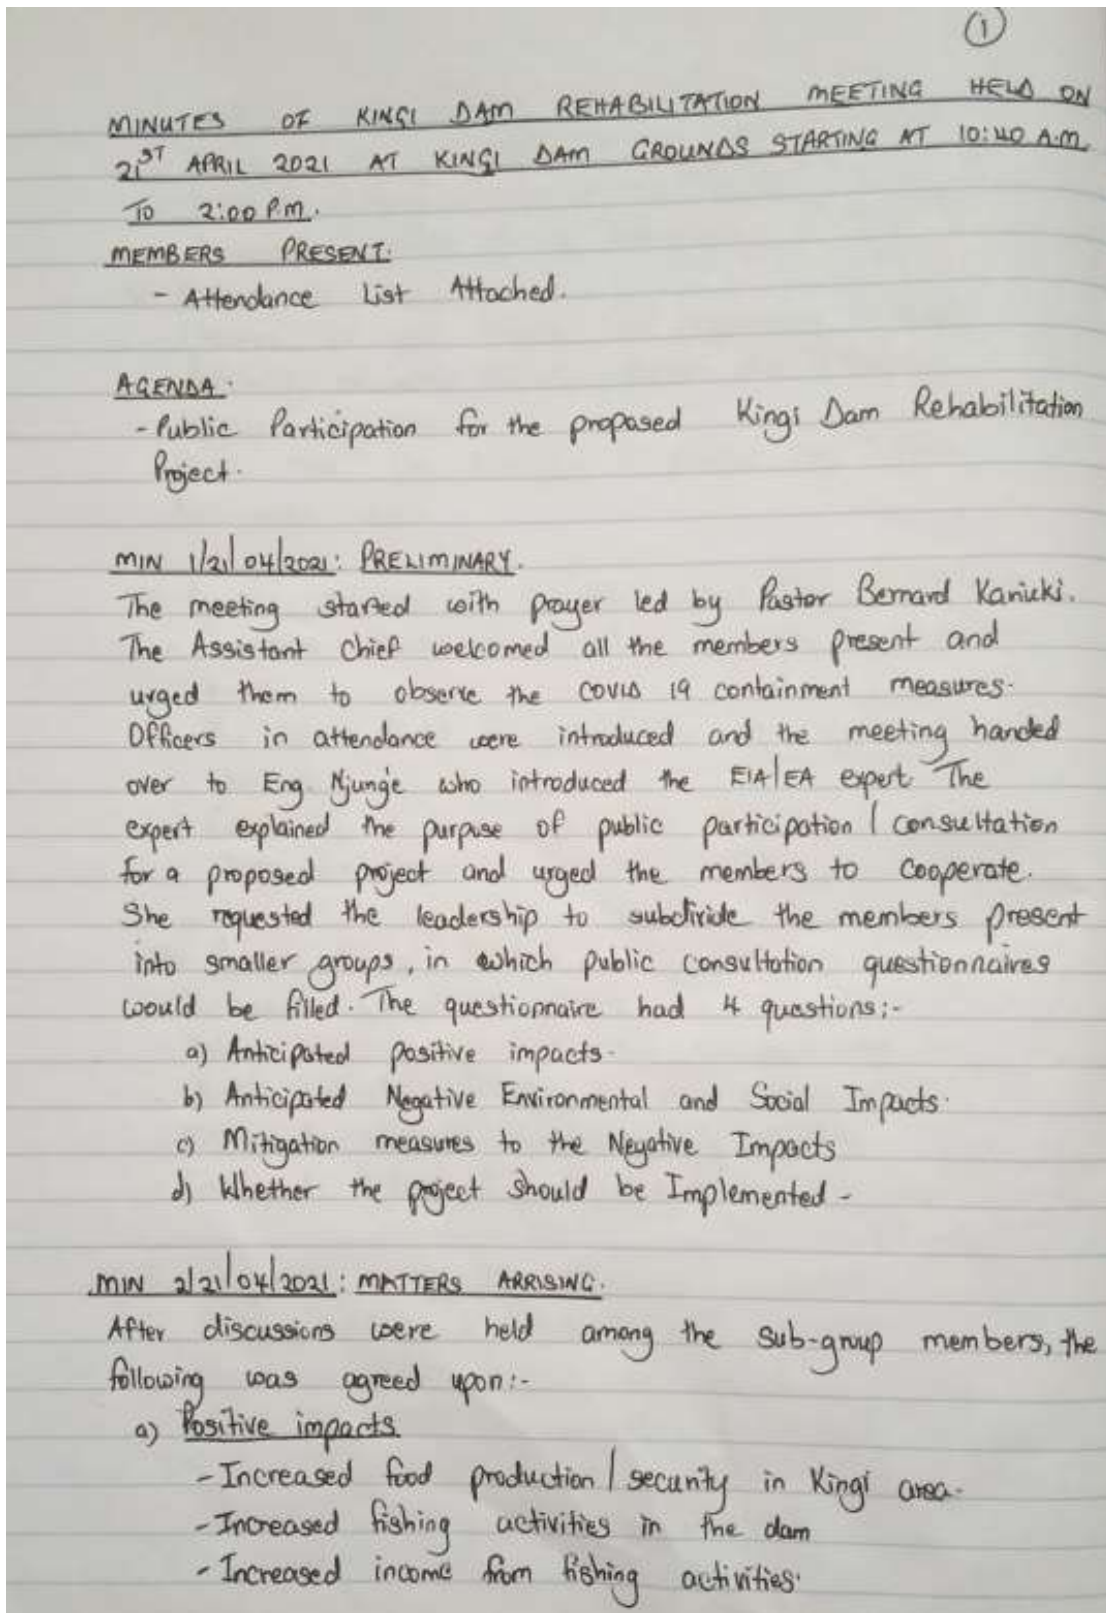 1
MINUTES OF KINGI DAM REHABILITATION MEETING HELD ON
21ST APRIL 2021 AT KINGI DAM GROUNDS STARTING AT 10:40 A.M.
TO 2:00 P.M.
MEMBERS PRESENT:
- Attendance List Attached.
AGENDA:
- Public Participation for the proposed Kingi Dam Rehabilitation
Project.
MIN 1/21/04/2021: PRELIMINARY.
The meeting started with prayer led by Pastor Bernard Kaniuki.
The Assistant Chief welcomed all the members present and
urged them to observe the COVID 19 containment measures.
Officers in attendance were introduced and the meeting handed
over to Eng. Njunge who introduced the EIA/EA expert The
expert explained the purpose of public participation / consultation
for a proposed project and urged the members to cooperate.
She requested the leadership to subdivide the members present
into smaller groups, in which public consultation questionnaires
would be filled. The questionnaire had 4 questions:-
a) Anticipated positive impacts.
b) Anticipated Negative Environmental and Social Impacts.
c) Mitigation measures to the Negative Impacts
d) Whether the project should be Implemented -
MIN 2/21/04/2021: MATTERS ARRISING.
After discussions were held among the sub-group members, the
following was agreed upon:-
a) Positive impacts.
- Increased food production / security in Kingi area.
- Increased fishing activities in the dam
- Increased income from fishing activities.